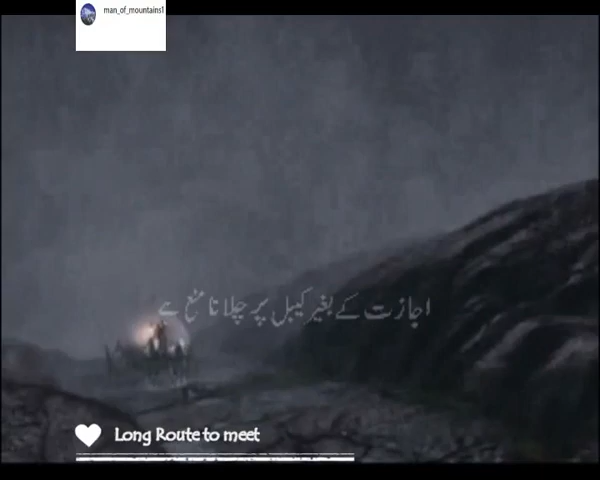 man_of_mountains1
اجازت کے بغیر کیبل پر چلانا منع ہے
Long Route to meet